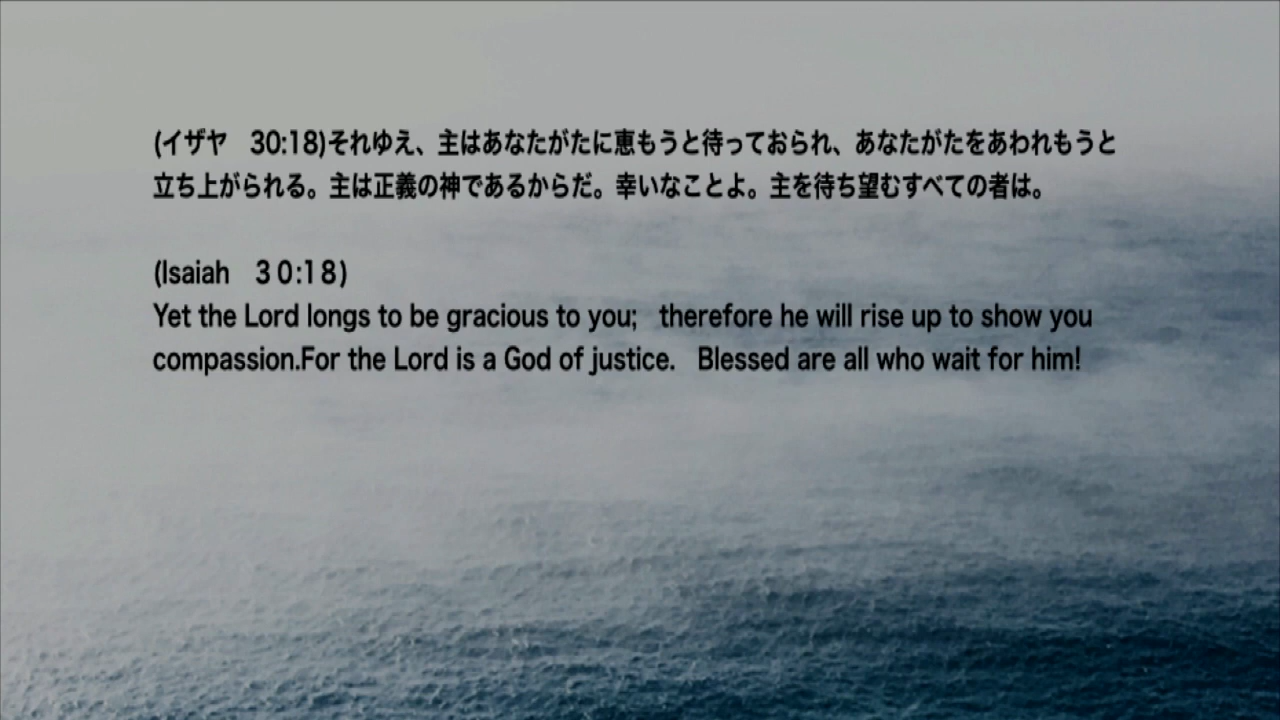 (イザヤ　30:18)それゆえ、主はあなたがたに恵もうと待っておられ、あなたがたをあわれもうと
立ち上がられる。主は正義の神であるからだ。幸いなことよ。主を待ち望むすべての者は。
(Isaiah　３０:１８)
Yet the Lord longs to be gracious to you;   therefore he will rise up to show you
compassion.For the Lord is a God of justice.   Blessed are all who wait for him!